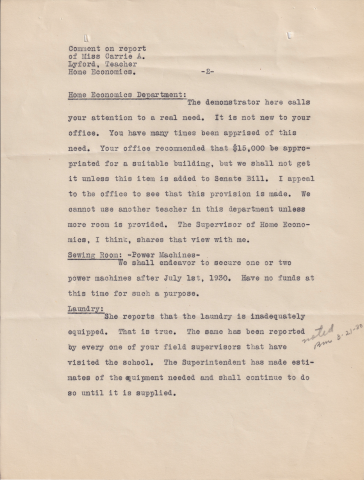 Comment on report
of Miss Carrie A.
Lyford, Teacher
Home Economics. -2-
Home Economics Department:
The demonstrator here calls
your attention to a real need. It is not new to your
office. You have many times been apprised of this
need. Your office recommended that $15,000 be appro-
priated for a suitable building, but we shall not get
it unless this item is added to Senate Bill. I appeal
to the office to see that this provision is made. We
cannot use another teacher in this department unless
more room is provided. The Supervisor of Home Econo-
mics, I think, shares that view with me.
Sewing Room: -Power Machines-
We shall endeavor to secure one or two
power machines after July 1st, 1930. Have no funds at
this time for such a purpose.
Laundry:
She reports that the laundry is inadequately
equipped. That is true. The same has been reported
by every one of your field supervisors that have
visited the school. The Superintendent has made esti-
mates of the equipment needed and shall continue to do
so until it is supplied.
noted